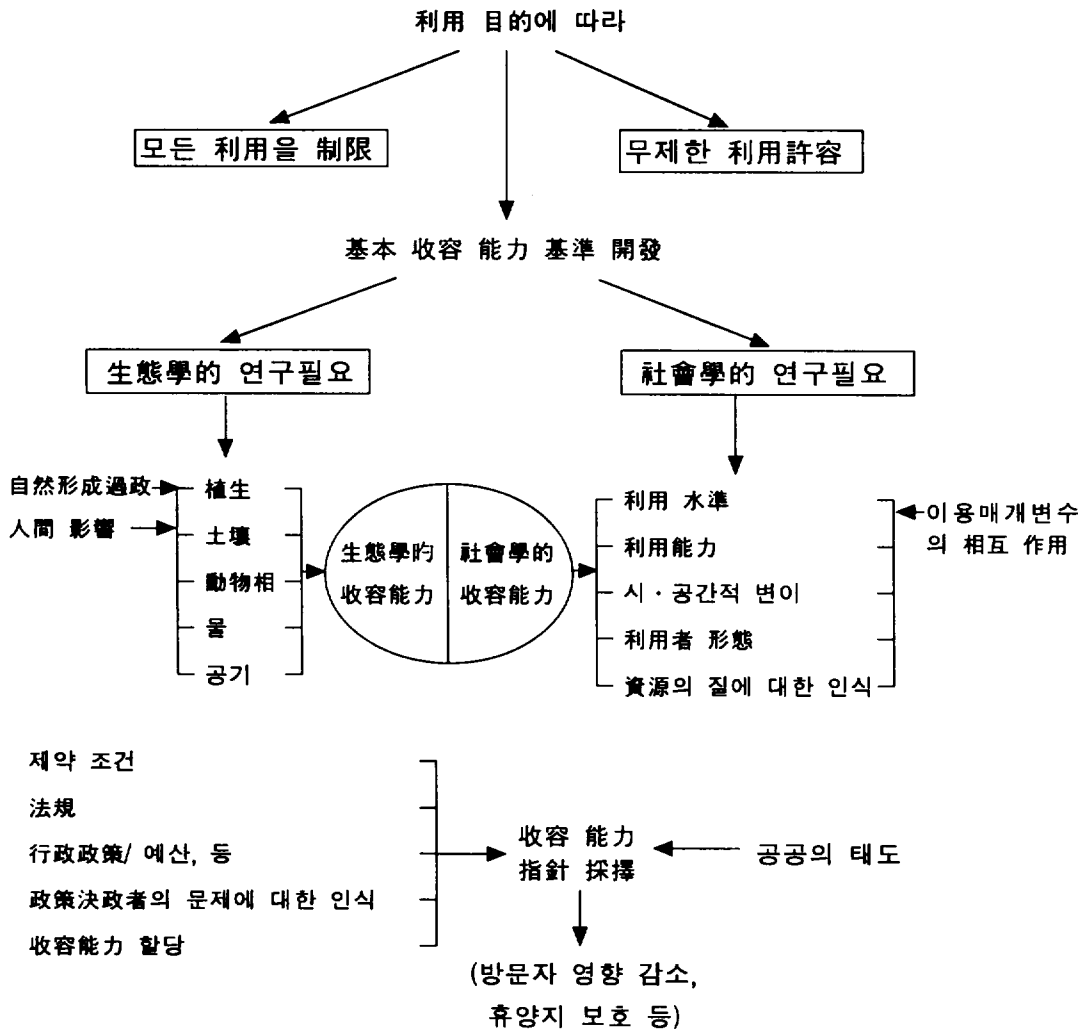 利用 目的에 따라
모든 利用을 制限
무제한 利用許容
基本 收容 能力 基準 開發
生態學的 연구필요
社會學的 연구필요
自然形成過政
人間 影響
植生
土壤
動物相
물
공기
生態學的
收容能力
社會學的
收容能力
利用 水準
利用能力
시·공간적 변이
利用者 形態
資源의 질에 대한 인식
이용매개변수
의 相互 作用
제약 조건
法規
行政政策/ 예산, 등
政策決政者의 문제에 대한 인식
收容能力 할당
收容 能力
指針 採擇
공공의 태도
(방문자 영향 감소,
휴양지 보호 등)